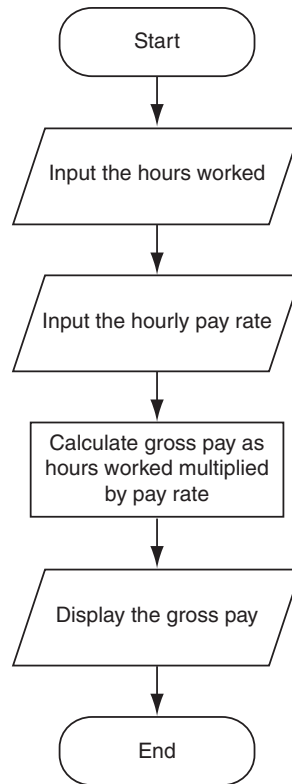 Start
Input the hours worked
Input the hourly pay rate
Calculate gross pay as
hours worked multiplied
by pay rate
Display the gross pay
End